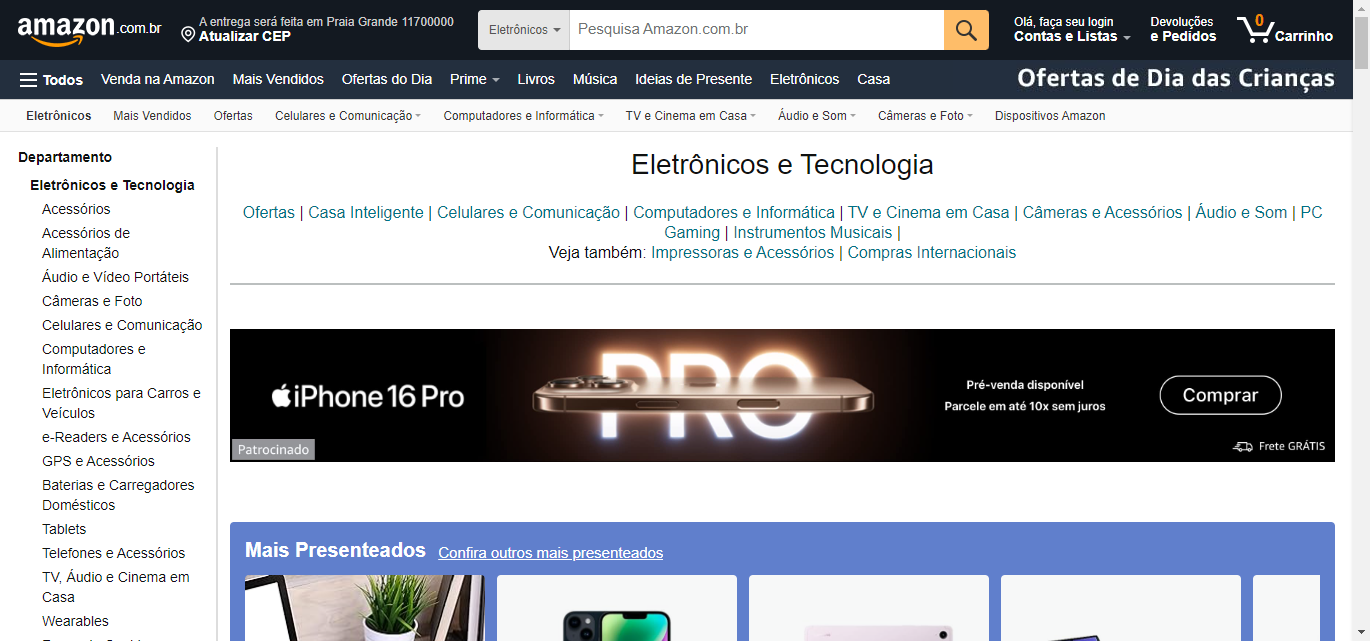 amazon.com.br
A entrega será feita em Praia Grande 11700000
Atualizar CEP
Eletrônicos
Pesquisa Amazon.com.br
Olá, faça seu login
Contas e Listas
Devoluções
e Pedidos
0
Carrinho
Todos Venda na Amazon Mais Vendidos Ofertas do Dia Prime Livros Música Ideias de Presente Eletrônicos Casa
Ofertas de Dia das Crianças
Eletrônicos Mais Vendidos Ofertas Celulares e Comunicação Computadores e Informática TV e Cinema em Casa Áudio e Som Câmeras e Foto Dispositivos Amazon
Departamento
Eletrônicos e Tecnologia
Acessórios
Acessórios de
Alimentação
Áudio e Vídeo Portáteis
Câmeras e Foto
Celulares e Comunicação
Computadores e
Informática
Eletrônicos para Carros e
Veículos
e-Readers e Acessórios
GPS e Acessórios
Baterias e Carregadores
Domésticos
Tablets
Telefones e Acessórios
TV, Áudio e Cinema em
Casa
Wearables
Eletrônicos e Tecnologia
Ofertas | Casa Inteligente | Celulares e Comunicação | Computadores e Informática | TV e Cinema em Casa | Câmeras e Acessórios | Áudio e Som | PC
Gaming | Instrumentos Musicais |
Veja também: Impressoras e Acessórios | Compras Internacionais
iPhone 16 Pro
PRO
Pré-venda disponível
Parcele em até 10x sem juros
Comprar
Patrocinado
Frete GRÁTIS
Mais Presenteados Confira outros mais presenteados